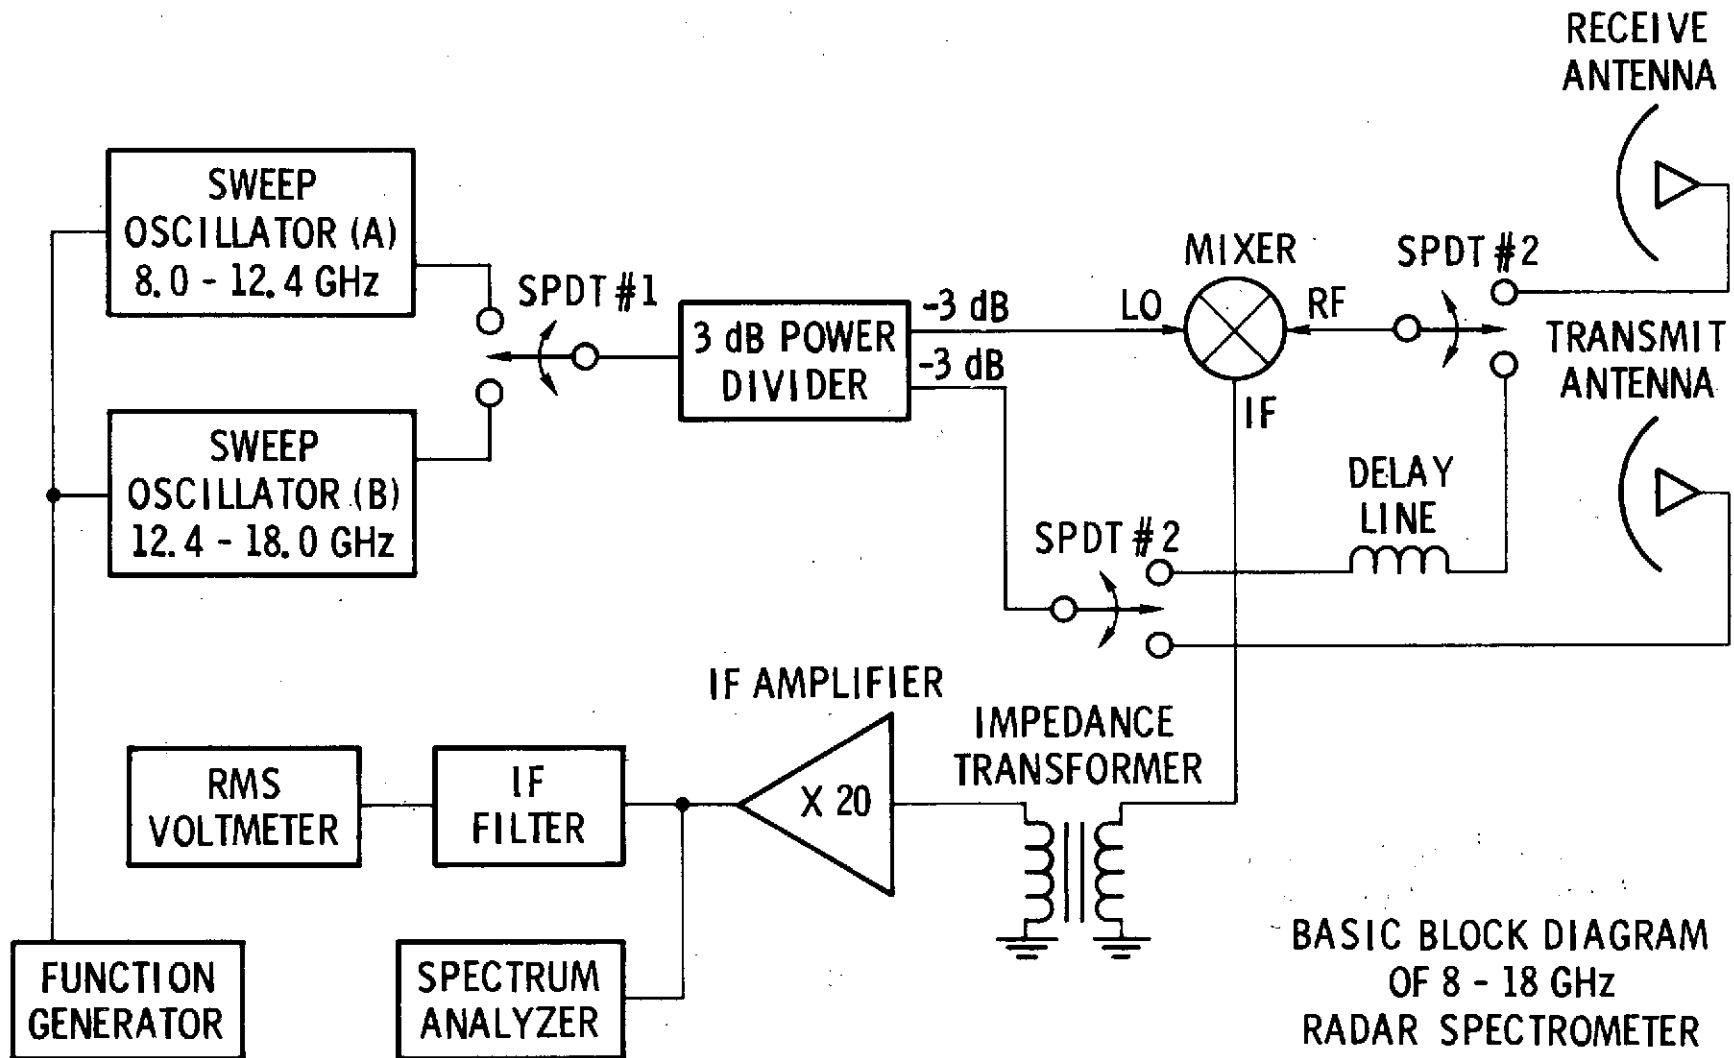 RECEIVE
ANTENNA
SWEEP
OSCILLATOR (A)
8.0 - 12.4 GHz
SPDT #1
3 dB POWER
DIVIDER
-3 dB
-3 dB
LO
MIXER
RF
IF
SPDT #2
TRANSMIT
ANTENNA
SWEEP
OSCILLATOR (B)
12.4 - 18.0 GHz
DELAY
LINE
SPDT #2
IF AMPLIFIER
X 20
IMPEDANCE
TRANSFORMER
RMS
VOLTMETER
IF
FILTER
FUNCTION
GENERATOR
SPECTRUM
ANALYZER
BASIC BLOCK DIAGRAM
OF 8 - 18 GHz
RADAR SPECTROMETER